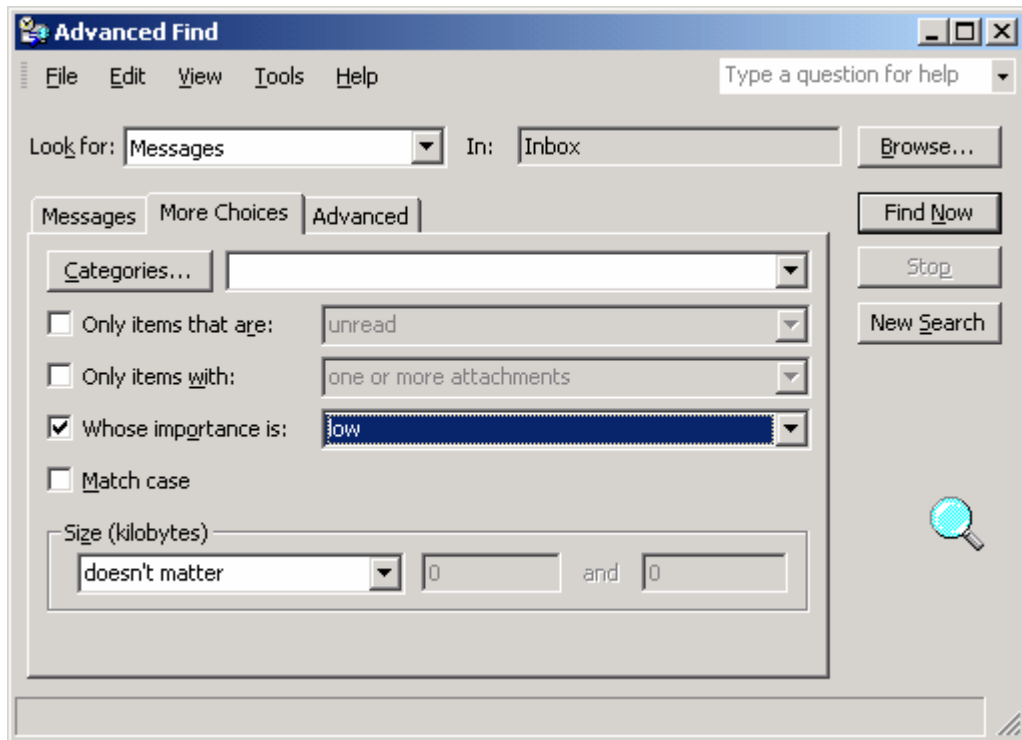 Advanced Find
File Edit View Tools Help Type a question for help
Look for: Messages In: Inbox Browse...
Messages More Choices Advanced Find Now
Categories... Stop
Only items that are: unread New Search
Only items with: one or more attachments
Whose importance is: low
Match case
Size (kilobytes)
doesn't matter 0 and 0